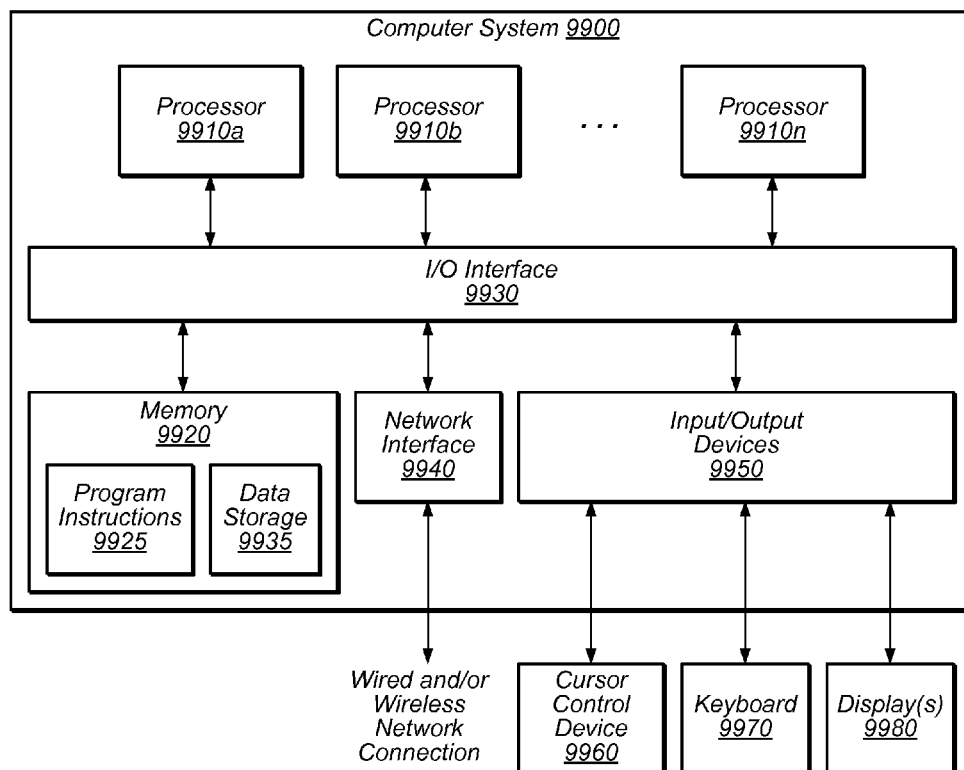 Computer System 9900
Processor
9910a
Processor
9910b
. . .
Processor
9910n
I/O Interface
9930
Memory
9920
Program
Instructions
9925
Data
Storage
9935
Network
Interface
9940
Input/Output
Devices
9950
Wired and/or
Wireless
Network
Connection
Cursor
Control
Device
9960
Keyboard
9970
Display(s)
9980